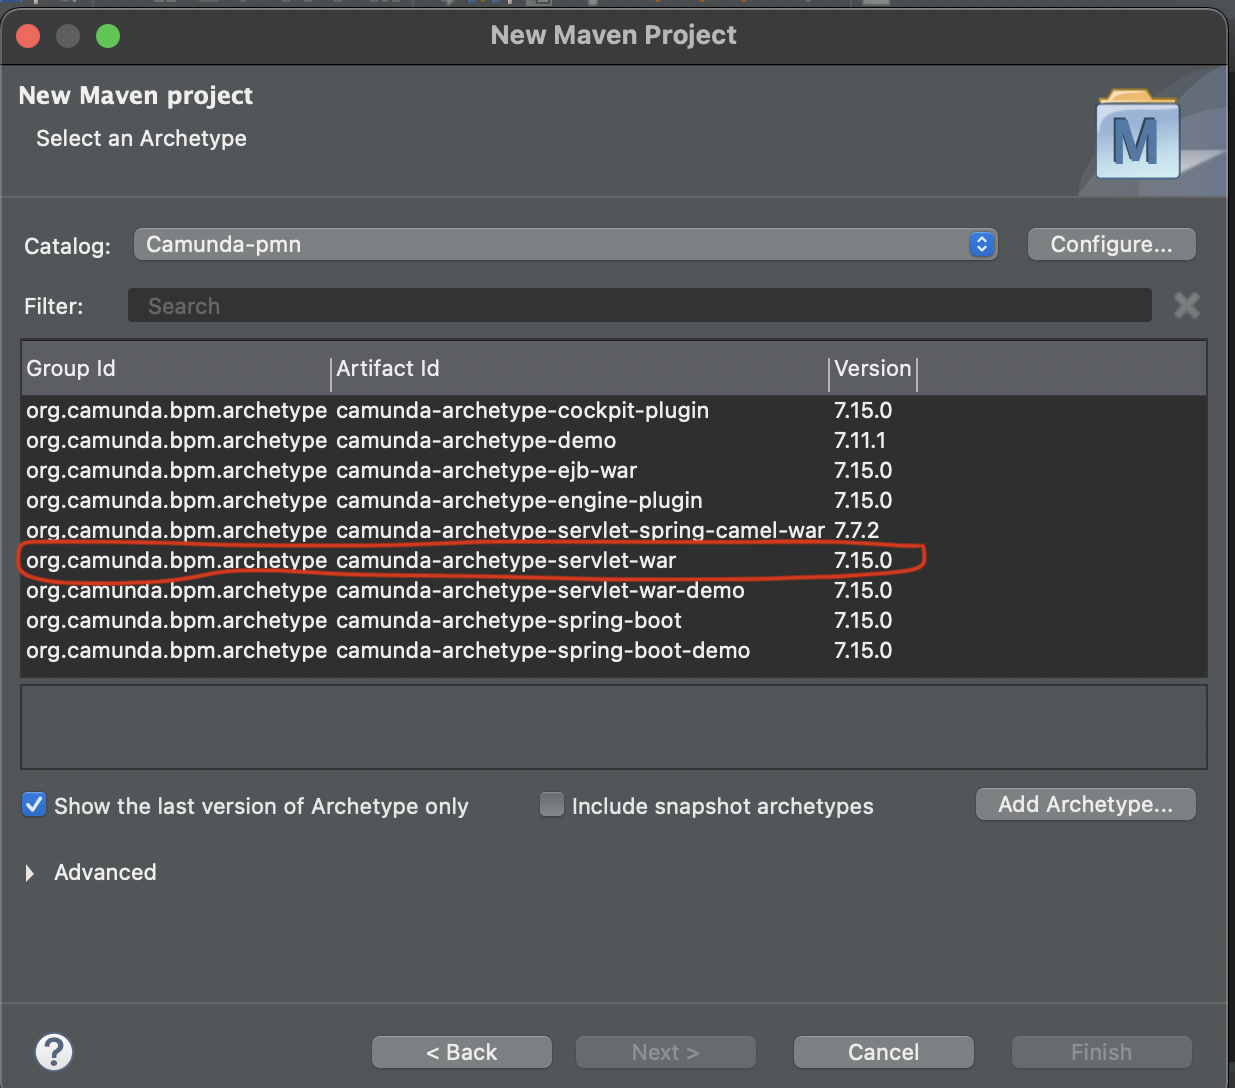 New Maven Project
New Maven project
Select an Archetype
M
Catalog: Camunda-pmn Configure...
Filter: Search
Group Id Artifact Id Version
org.camunda.bpm.archetype camunda-archetype-cockpit-plugin 7.15.0
org.camunda.bpm.archetype camunda-archetype-demo 7.11.1
org.camunda.bpm.archetype camunda-archetype-ejb-war 7.15.0
org.camunda.bpm.archetype camunda-archetype-engine-plugin 7.15.0
org.camunda.bpm.archetype camunda-archetype-servlet-spring-camel-war 7.7.2
org.camunda.bpm.archetype camunda-archetype-servlet-war 7.15.0
org.camunda.bpm.archetype camunda-archetype-servlet-war-demo 7.15.0
org.camunda.bpm.archetype camunda-archetype-spring-boot 7.15.0
org.camunda.bpm.archetype camunda-archetype-spring-boot-demo 7.15.0
Show the last version of Archetype only Include snapshot archetypes Add Archetype...
Advanced
? < Back Next > Cancel Finish